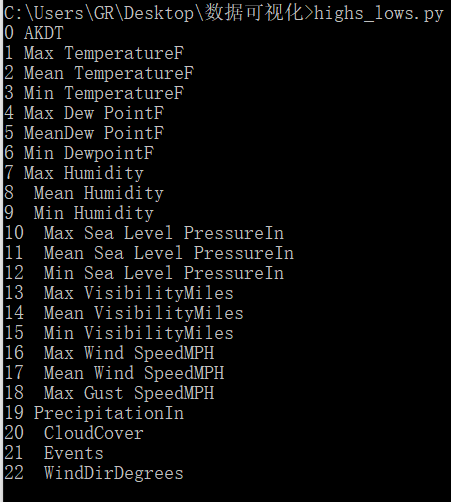 C:\Users\GR\Desktop\数据可视化>highs_lows.py
0 AKDT
1 Max TemperatureF
2 Mean TemperatureF
3 Min TemperatureF
4 Max Dew PointF
5 MeanDew PointF
6 Min DewpointF
7 Max Humidity
8  Mean Humidity
9  Min Humidity
10  Max Sea Level PressureIn
11  Mean Sea Level PressureIn
12  Min Sea Level PressureIn
13  Max VisibilityMiles
14  Mean VisibilityMiles
15  Min VisibilityMiles
16  Max Wind SpeedMPH
17  Mean Wind SpeedMPH
18  Max Gust SpeedMPH
19 PrecipitationIn
20  CloudCover
21  Events
22  WindDirDegrees